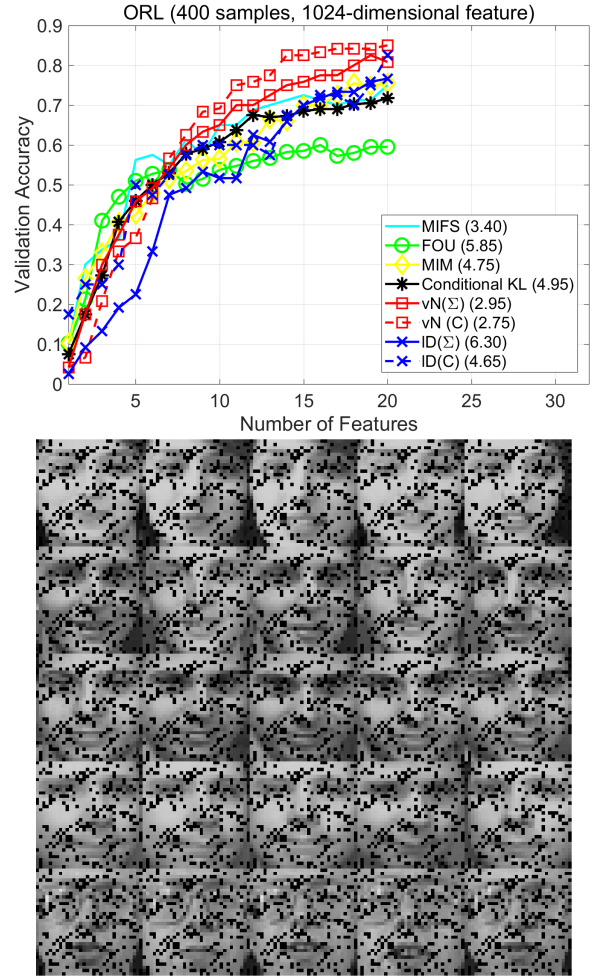 ORL (400 samples, 1024-dimensional feature)
Validation Accuracy
0.9
0.8
0.7
0.6
0.5
0.4
0.3
0.2
0.1
0
MIFS (3.40)
FOU (5.85)
MIM (4.75)
Conditional KL (4.95)
vN(Σ) (2.95)
vN (C) (2.75)
ID(Σ) (6.30)
ID(C) (4.65)
5 10 15 20 25 30
Number of Features